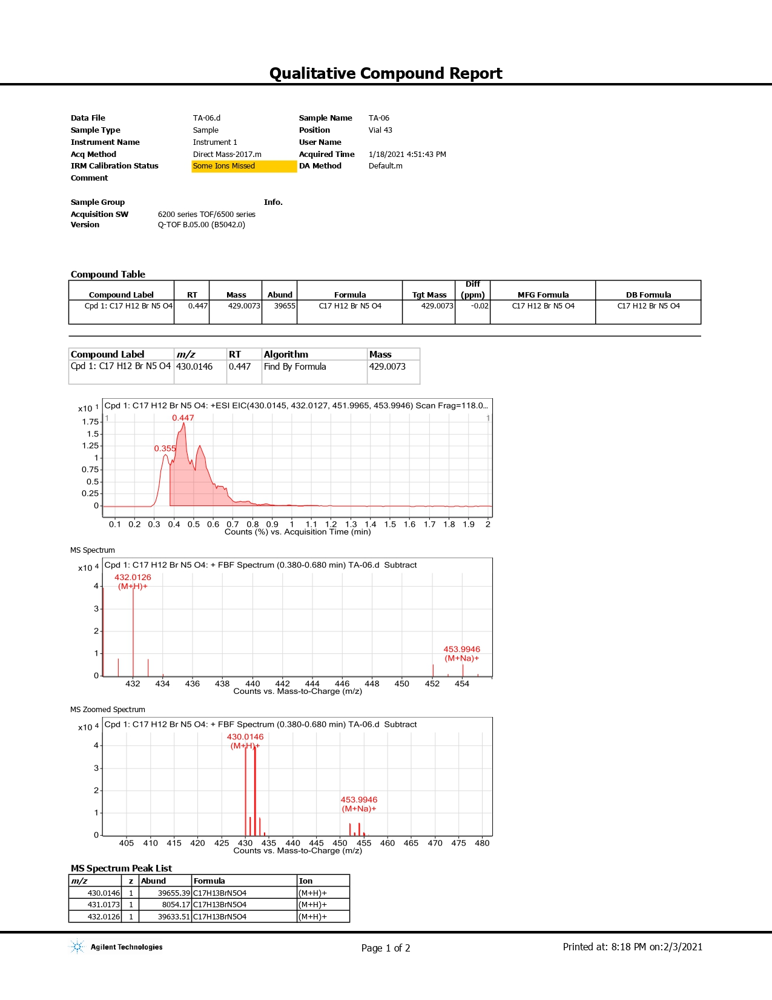 Qualitative Compound Report
Data File TA-06.d Sample Name TA-06
Sample Type Sample Position Vial 43
Instrument Name Instrument 1 User Name
Acq Method Direct Mass-2017.m Acquired Time 1/18/2021 4:51:43 PM
IRM Calibration Status Some Ions Missed DA Method Default.m
Comment
Sample Group Info.
Acquisition SW 6200 series TOF/6500 series
Version Q-TOF B.05.00 (B5042.0)
Compound Table
Diff
Compound Label RT Mass Abund Formula Tgt Mass (ppm) MFG Formula DB Formula
Cpd 1: C17 H12 Br N5 O4 0.447 429.0073 39655 C17 H12 Br N5 O4 429.0073 -0.02 C17 H12 Br N5 O4 C17 H12 Br N5 O4
Compound Label m/z RT Algorithm Mass
Cpd 1: C17 H12 Br N5 O4 430.0146 0.447 Find By Formula 429.0073
x10 1 Cpd 1: C17 H12 Br N5 O4: +ESI EIC(430.0145, 432.0127, 451.9965, 453.9946) Scan Frag=118.0...
1 0.447 1
1.75
1.5
1.25
0.355
1
0.75
0.5
0.25
0
0.1 0.2 0.3 0.4 0.5 0.6 0.7 0.8 0.9 1 1.1 1.2 1.3 1.4 1.5 1.6 1.7 1.8 1.9 2
Counts (%) vs. Acquisition Time (min)
MS Spectrum
x10 4 Cpd 1: C17 H12 Br N5 O4: + FBF Spectrum (0.380-0.680 min) TA-06.d Subtract
432.0126
4 (M+H)+
3
2
453.9946
1 (M+Na)+
0
432 434 436 438 440 442 444 446 448 450 452 454
Counts vs. Mass-to-Charge (m/z)
MS Zoomed Spectrum
x10 4 Cpd 1: C17 H12 Br N5 O4: + FBF Spectrum (0.380-0.680 min) TA-06.d Subtract
430.0146
4 (M+H)+
3
2
453.9946
1 (M+Na)+
0
405 410 415 420 425 430 435 440 445 450 455 460 465 470 475 480
Counts vs. Mass-to-Charge (m/z)
MS Spectrum Peak List
m/z z Abund Formula Ion
430.0146 1 39655.39 C17H13BrN5O4 (M+H)+
431.0173 1 8054.17 C17H13BrN5O4 (M+H)+
432.0126 1 39633.51 C17H13BrN5O4 (M+H)+
Agilent Technologies Page 1 of 2 Printed at: 8:18 PM on:2/3/2021